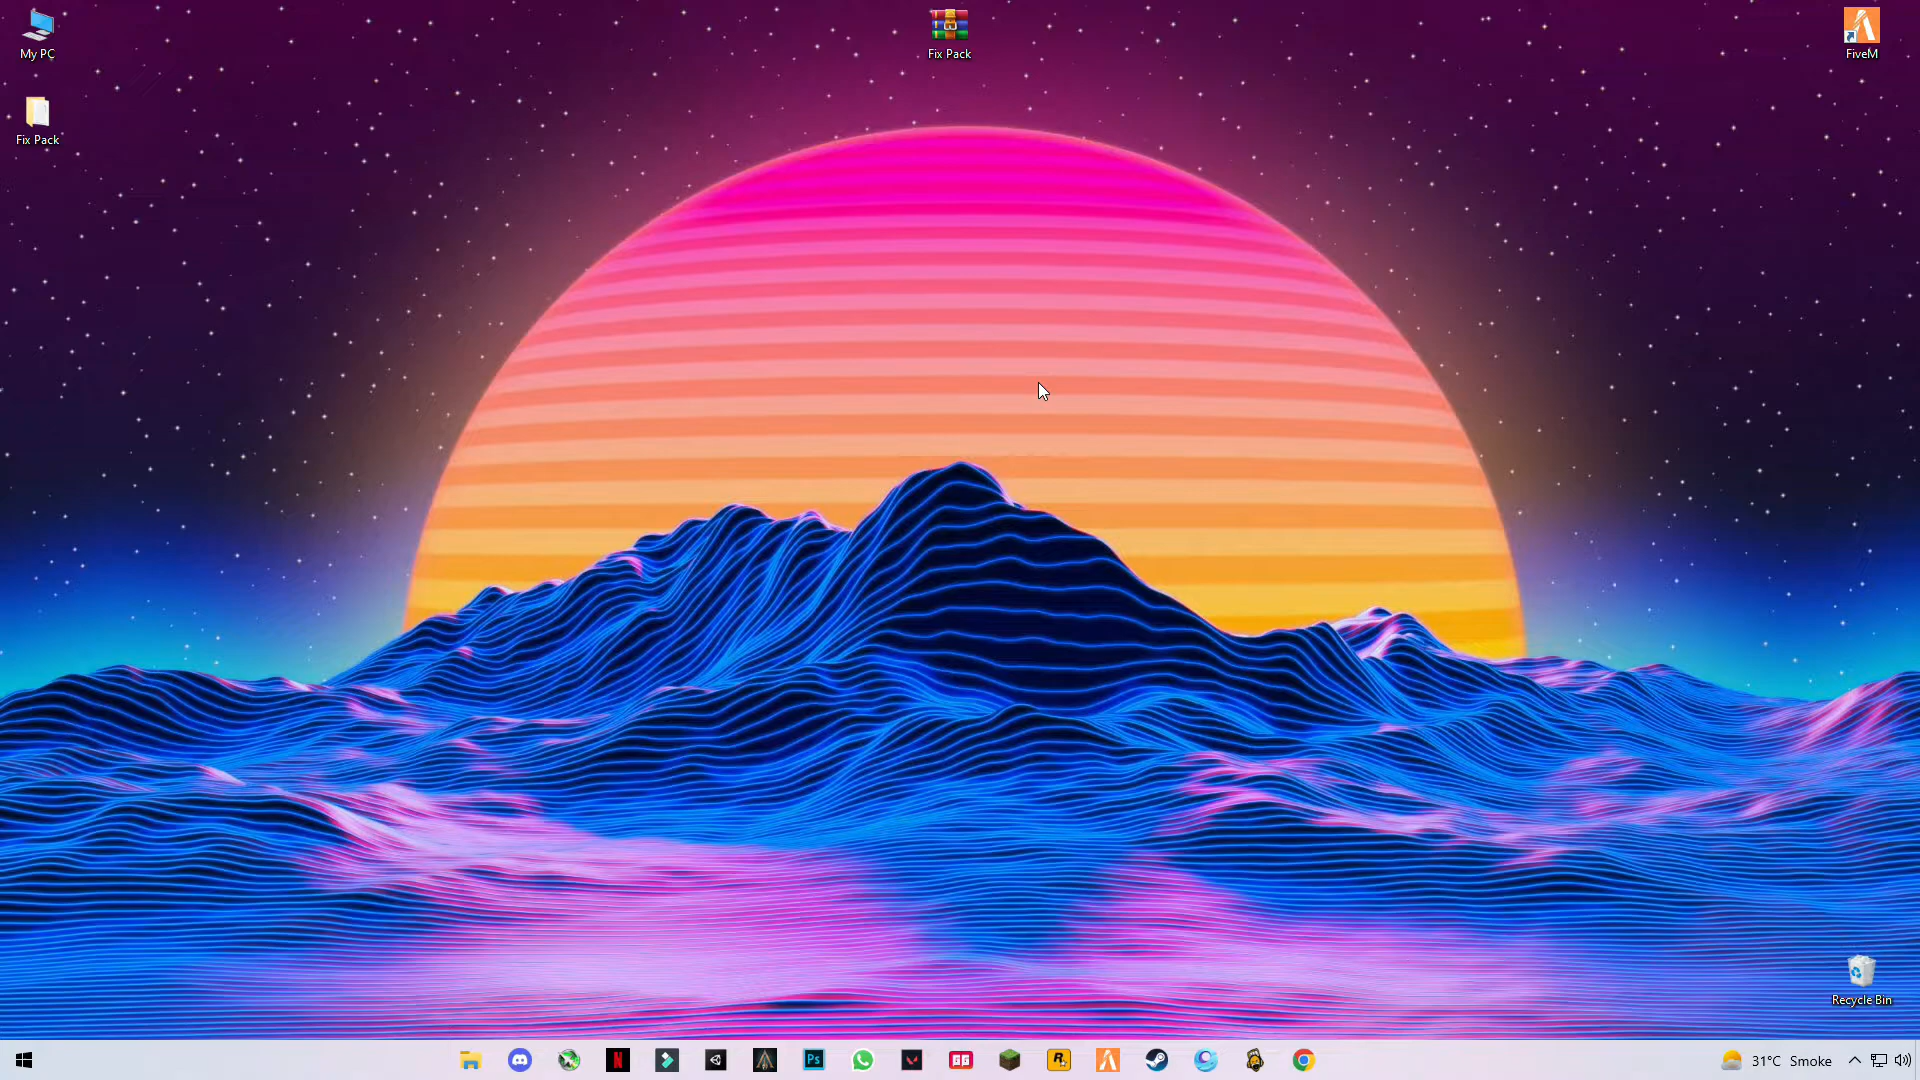 My PC
Fix Pack
FiveM
Fix Pack
Recycle Bin
31°C Smoke